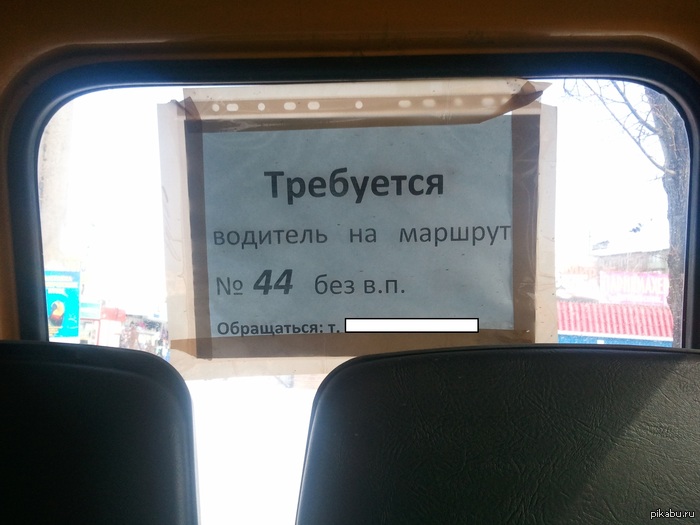 Требуется
водитель на маршрут
№ 44 без в.п.
Обращаться: т.
pikabu.ru